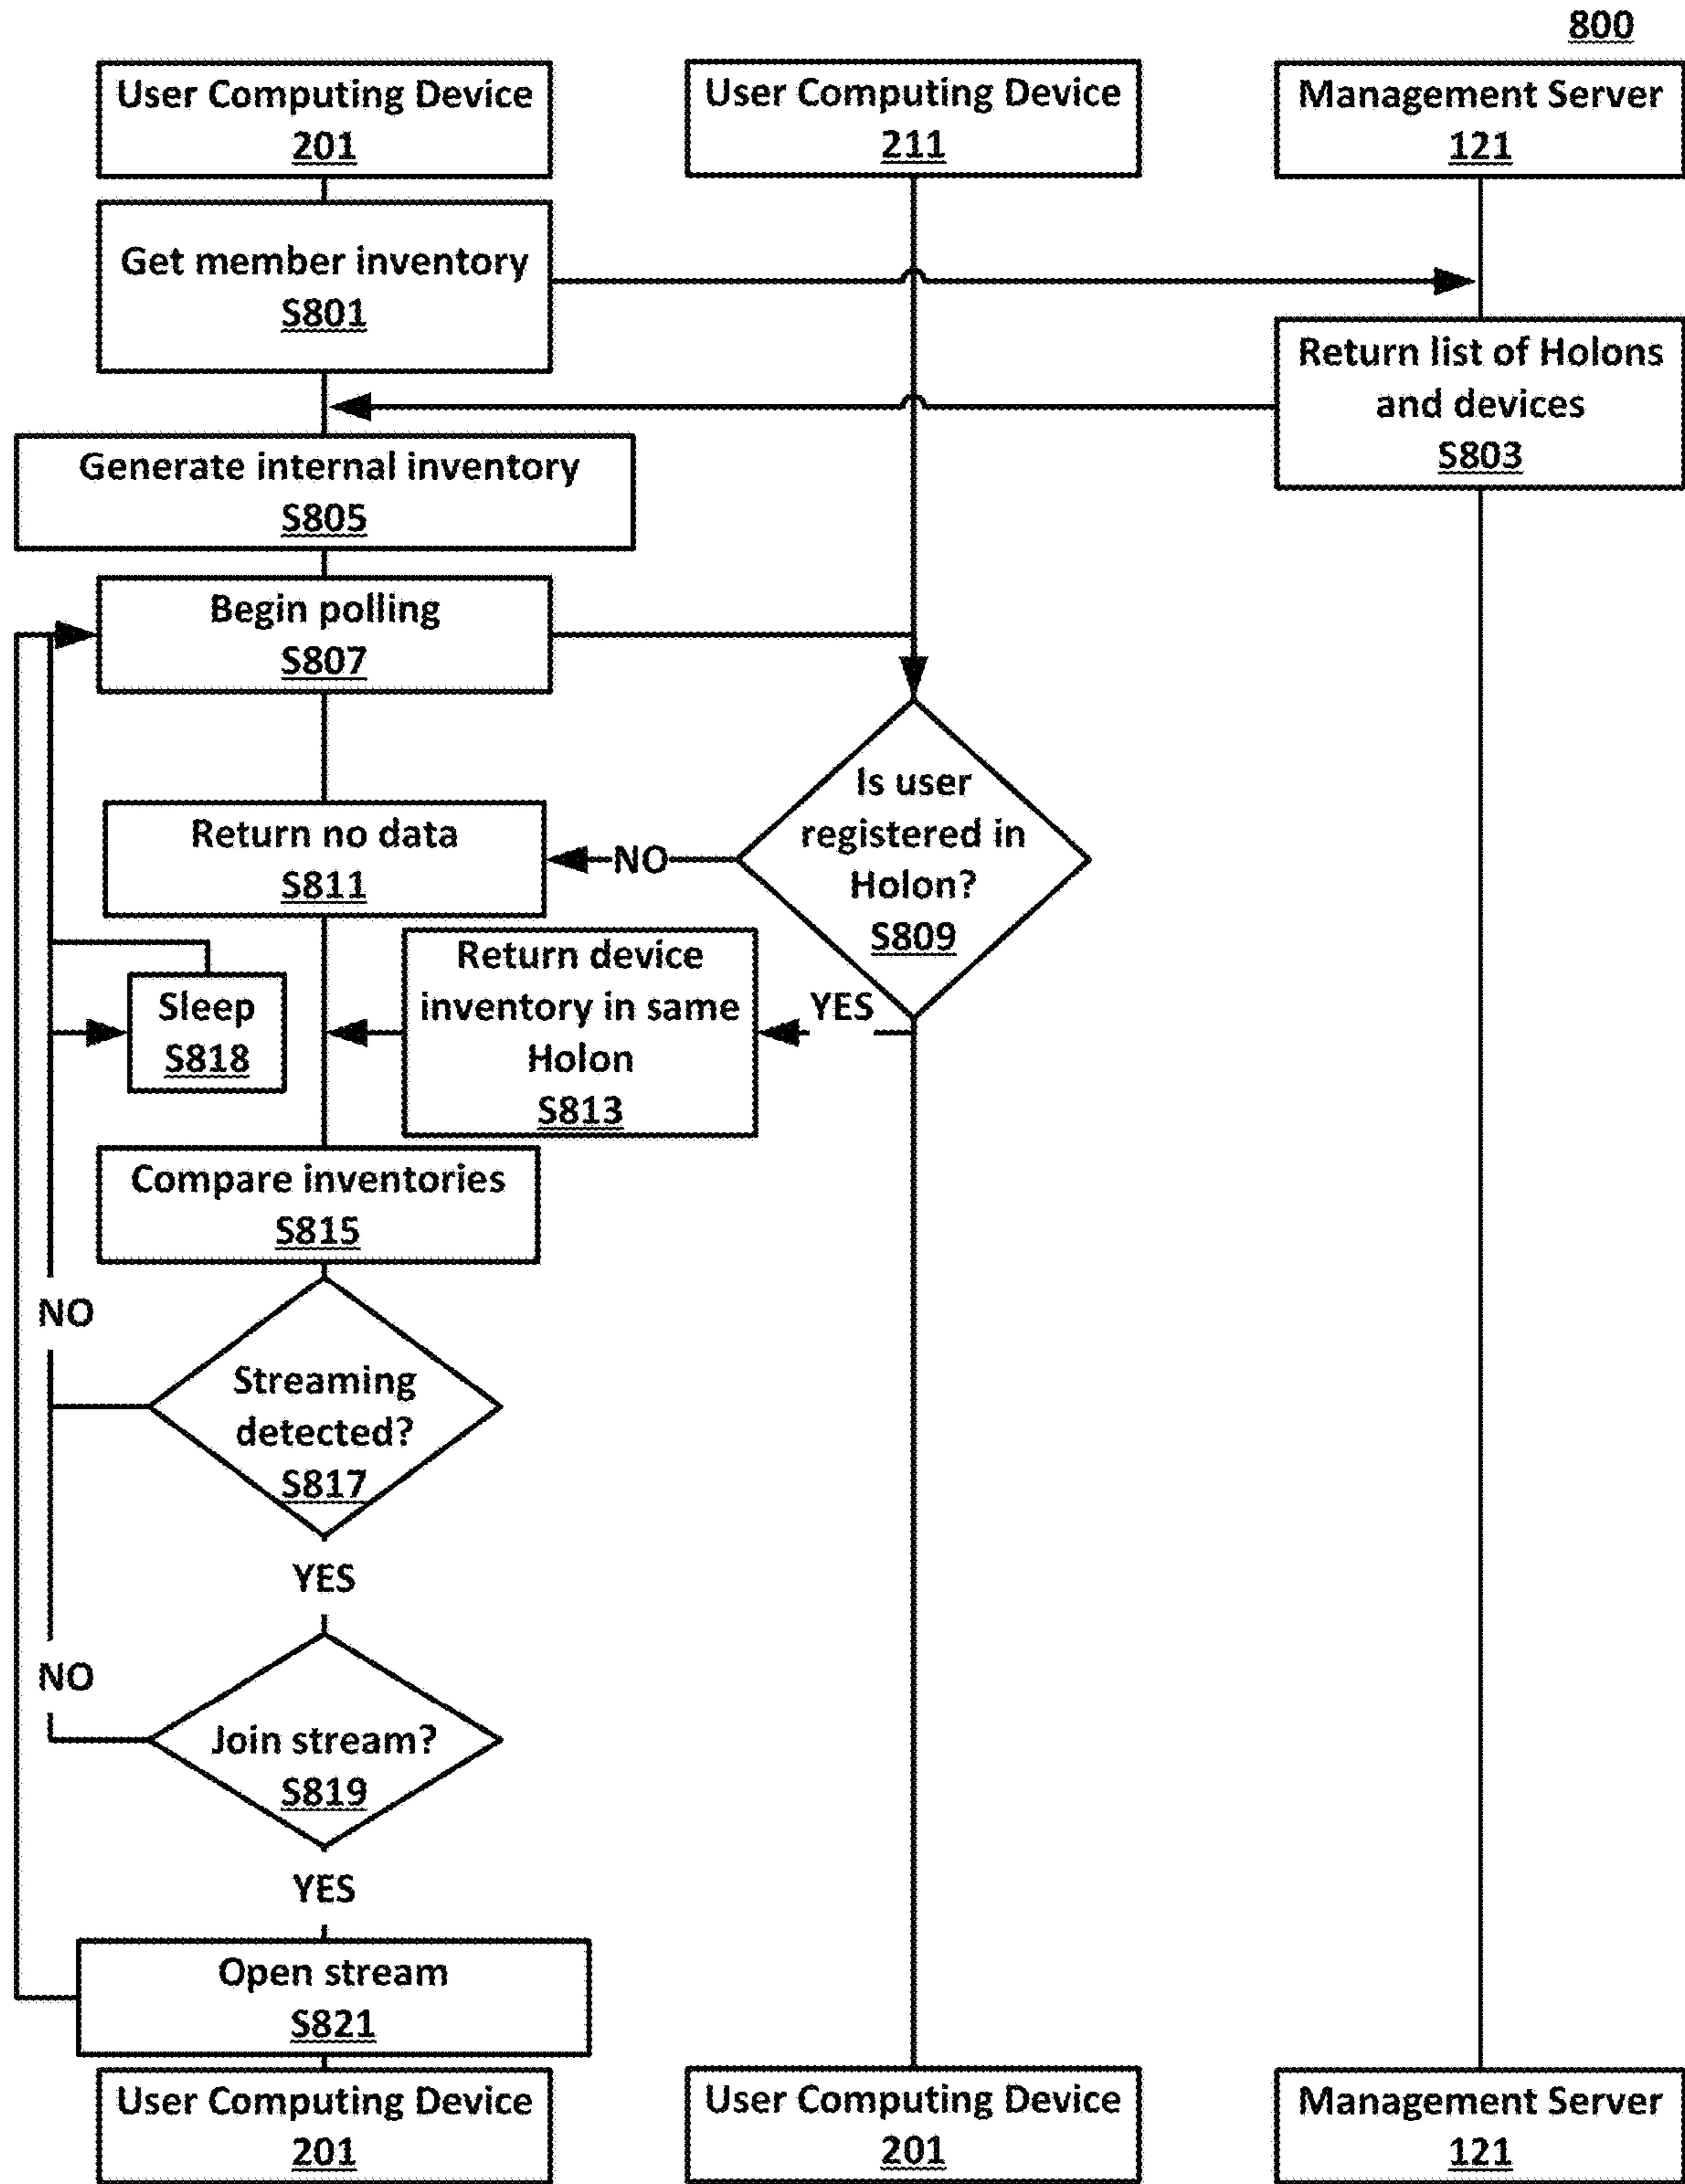 800
User Computing Device
201
User Computing Device
211
Management Server
121
Get member inventory
S801
Return list of Holons
and devices
S803
Generate internal inventory
S805
Begin polling
S807
Is user
registered in
Holon?
S809
NO
Return no data
S811
YES
Return device
inventory in same
Holon
S813
Sleep
S818
Compare inventories
S815
NO
Streaming
detected?
S817
YES
NO
Join stream?
S819
YES
Open stream
S821
User Computing Device
201
User Computing Device
201
Management Server
121